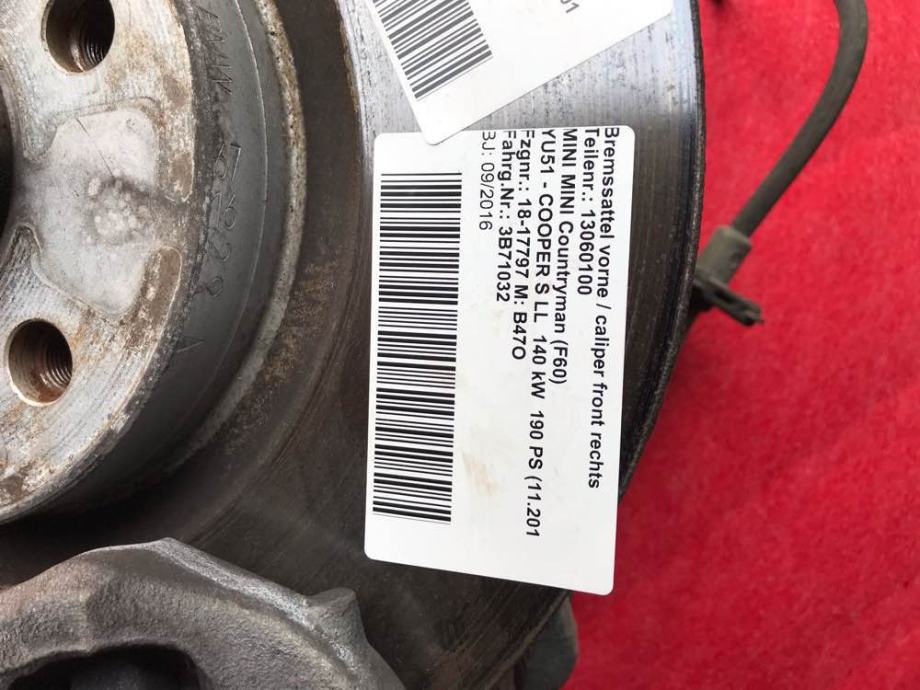 Bremssattel vorne / caliper front rechts
Teilenr.: 13060100
MINI MINI Countryman (F60)
YU51 - COOPER S LL 140 kW 190 PS (11.201
Fzgnr.: 18-17797 M: B47O
Fahrg.Nr.: 3B71032
BJ: 09/2016